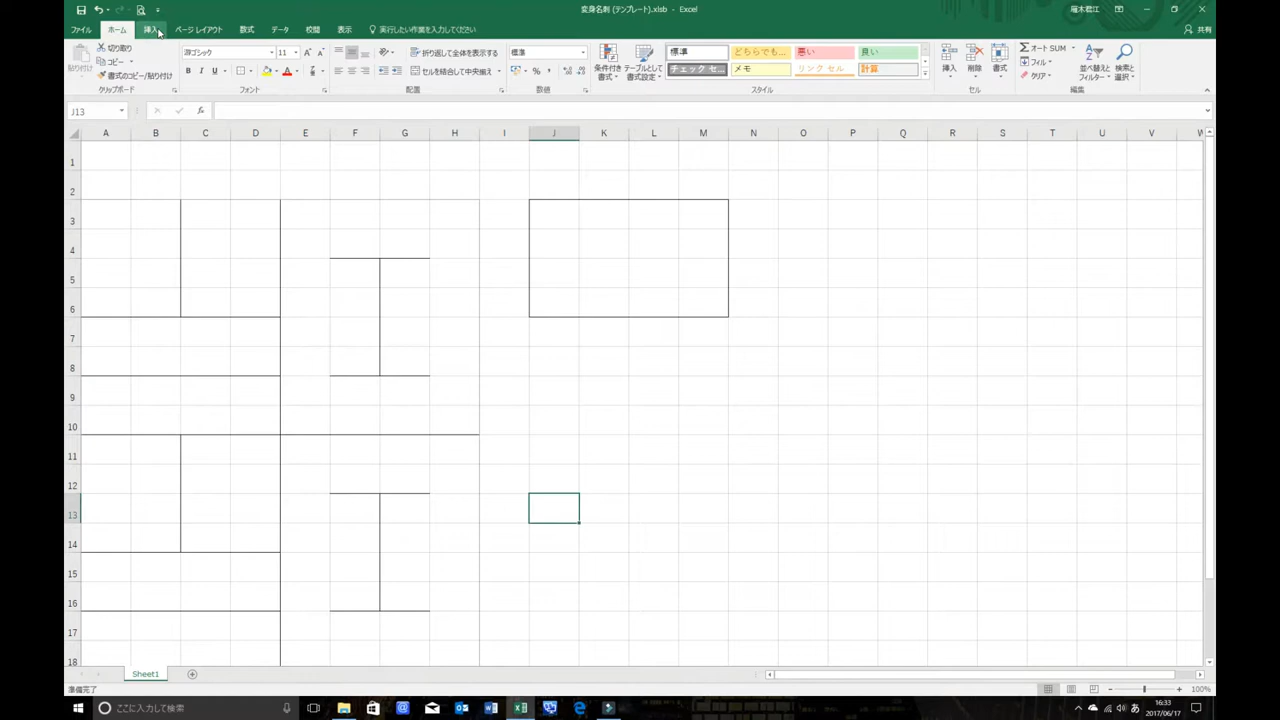 変身名刺 (テンプレート).xlsb - Excel
雁木君江
ファイル ホーム 挿入 ページ レイアウト 数式 データ 校閲 表示 実行したい作業を入力してください 共有
貼り付け 切り取り 游ゴシック 11 折り返して全体を表示する 標準 条件付き書式 テーブルとして書式設定 標準 どちらでも... 悪い 良い 挿入 削除 書式 オート SUM 並べ替えとフィルター 検索と選択
コピー フィル
書式のコピー/貼り付け B I U セルを結合して中央揃え % チェック セ... メモ リンク セル 計算 クリア
クリップボード フォント 配置 数値 スタイル セル 編集
J13 fx
A B C D E F G H I J K L M N O P Q R S T U V W
1
2
3
4
5
6
7
8
9
10
11
12
13
14
15
16
17
18
Sheet1
準備完了 100%
ここに入力して検索
あ 16:33
2017/06/17